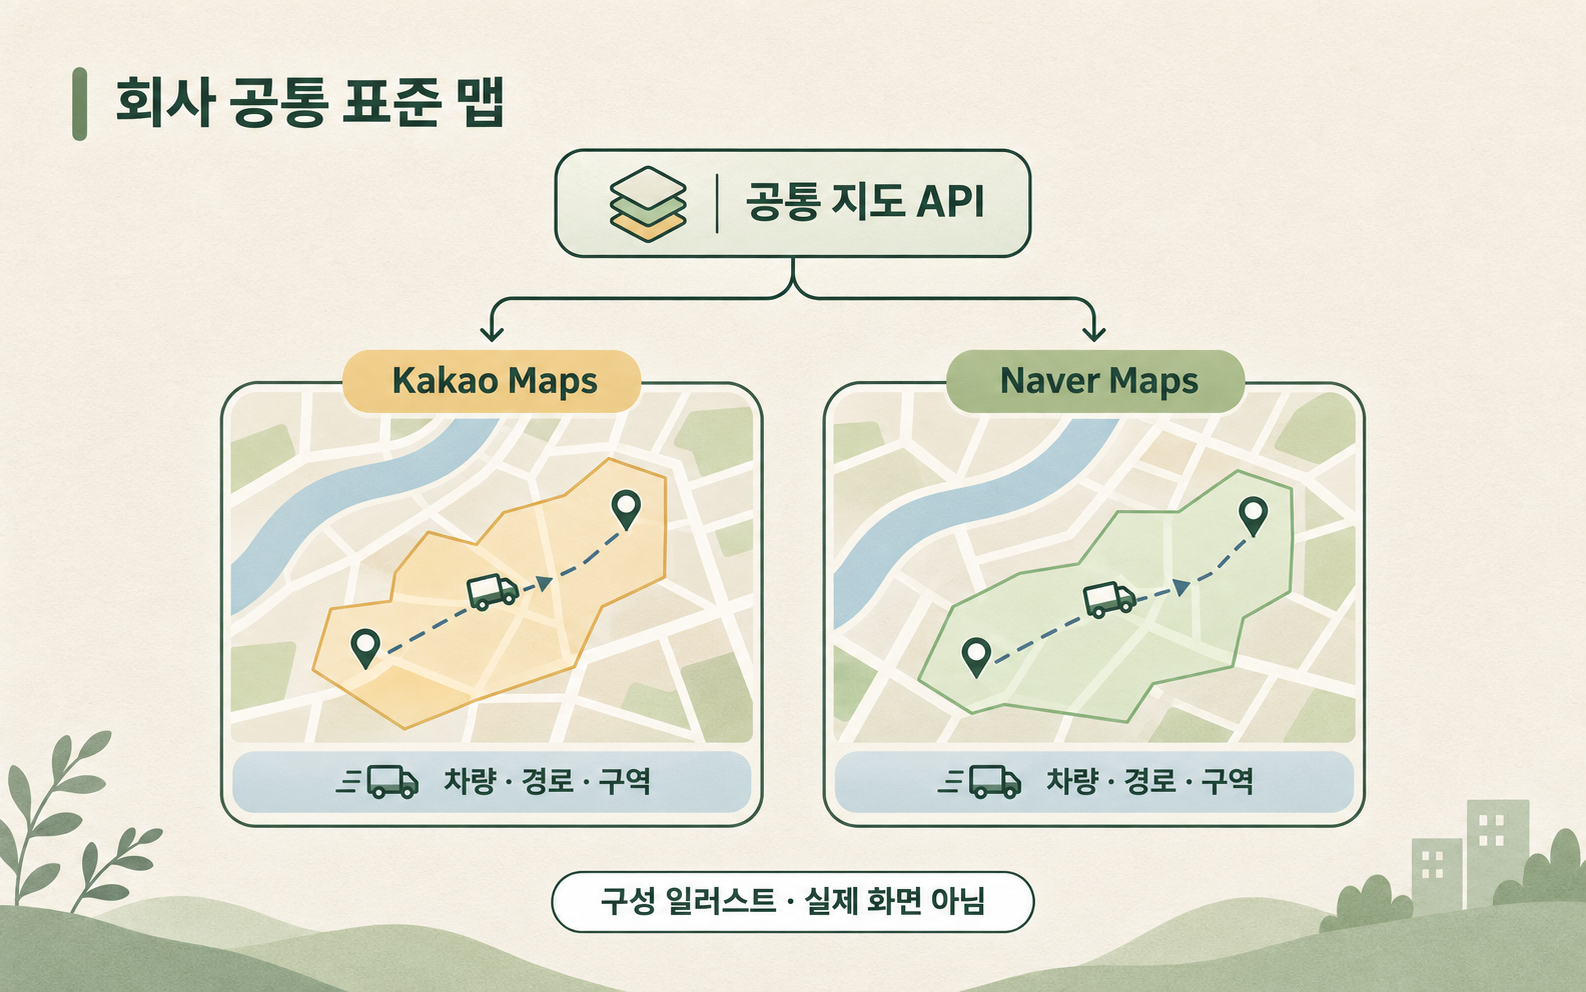 회사 공통 표준 맵
공통 지도 API
Kakao Maps
Naver Maps
차량 · 경로 · 구역
차량 · 경로 · 구역
구성 일러스트 · 실제 화면 아님